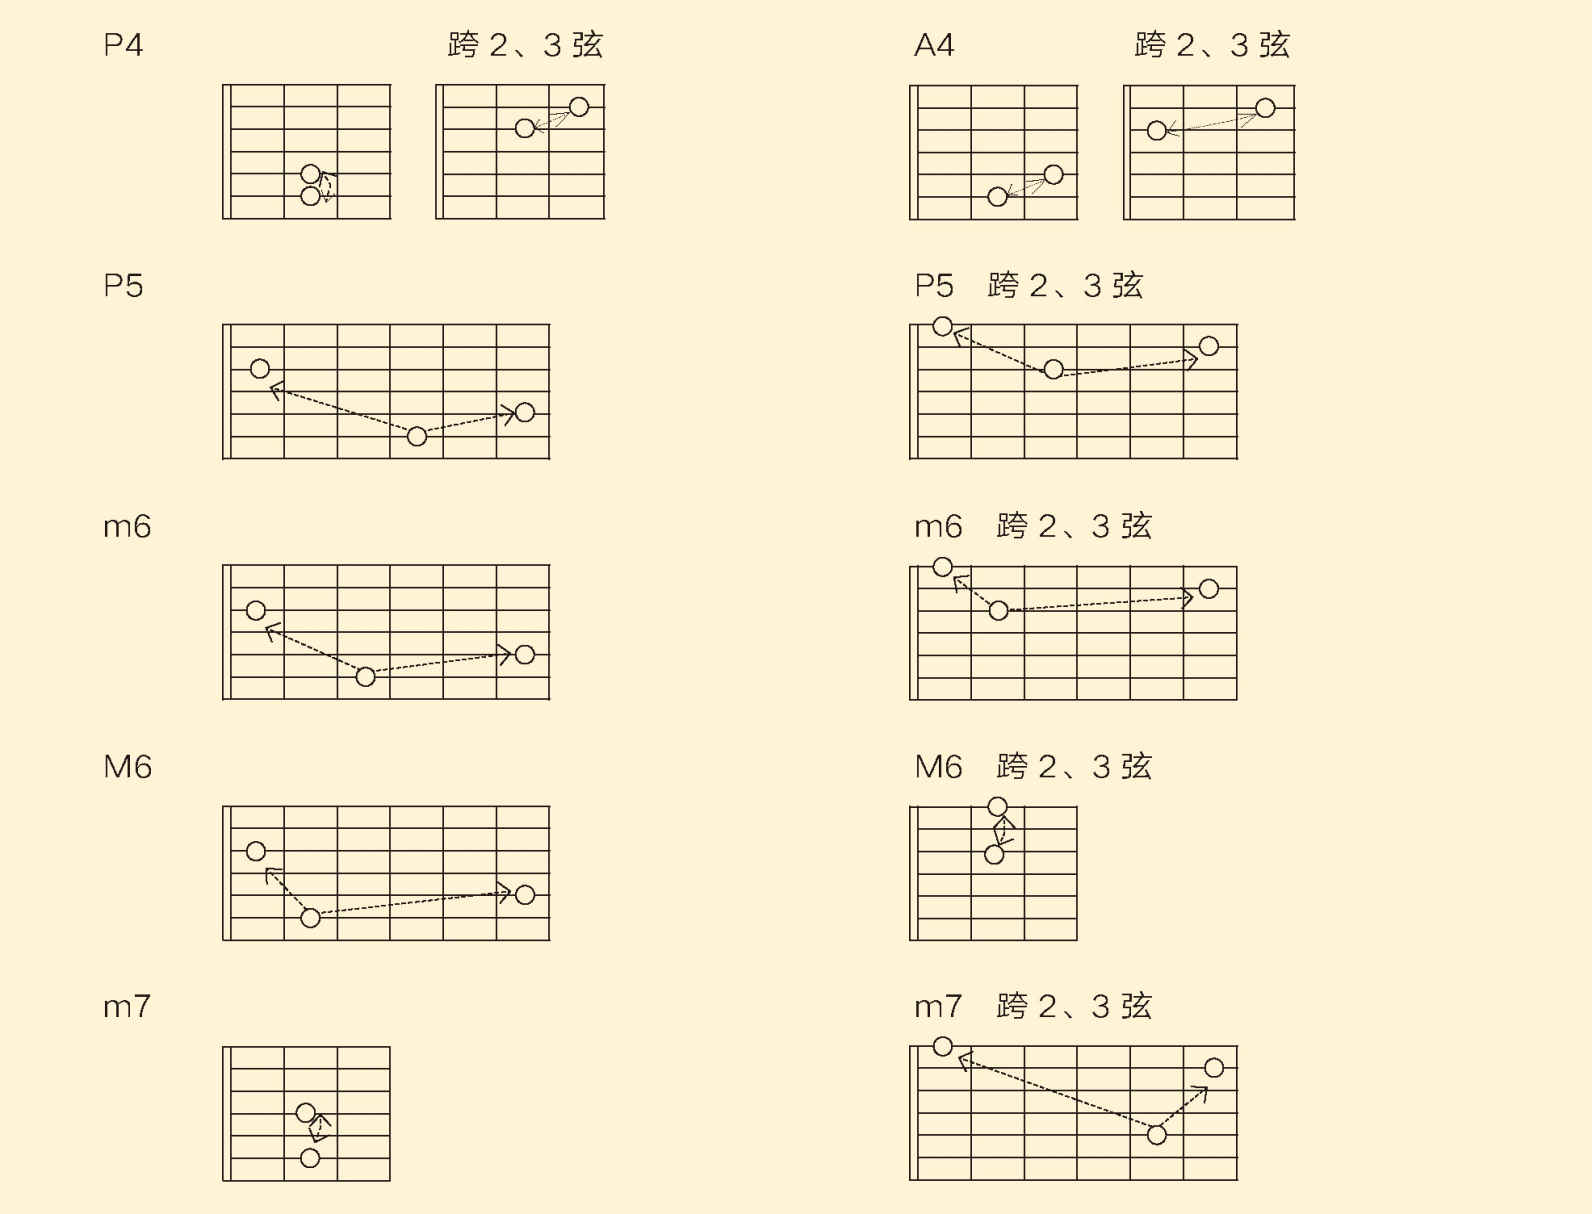 P4
跨 2、3 弦
A4
跨 2、3 弦
P5
P5 跨 2、3 弦
m6
m6 跨 2、3 弦
M6
M6 跨 2、3 弦
m7
m7 跨 2、3 弦